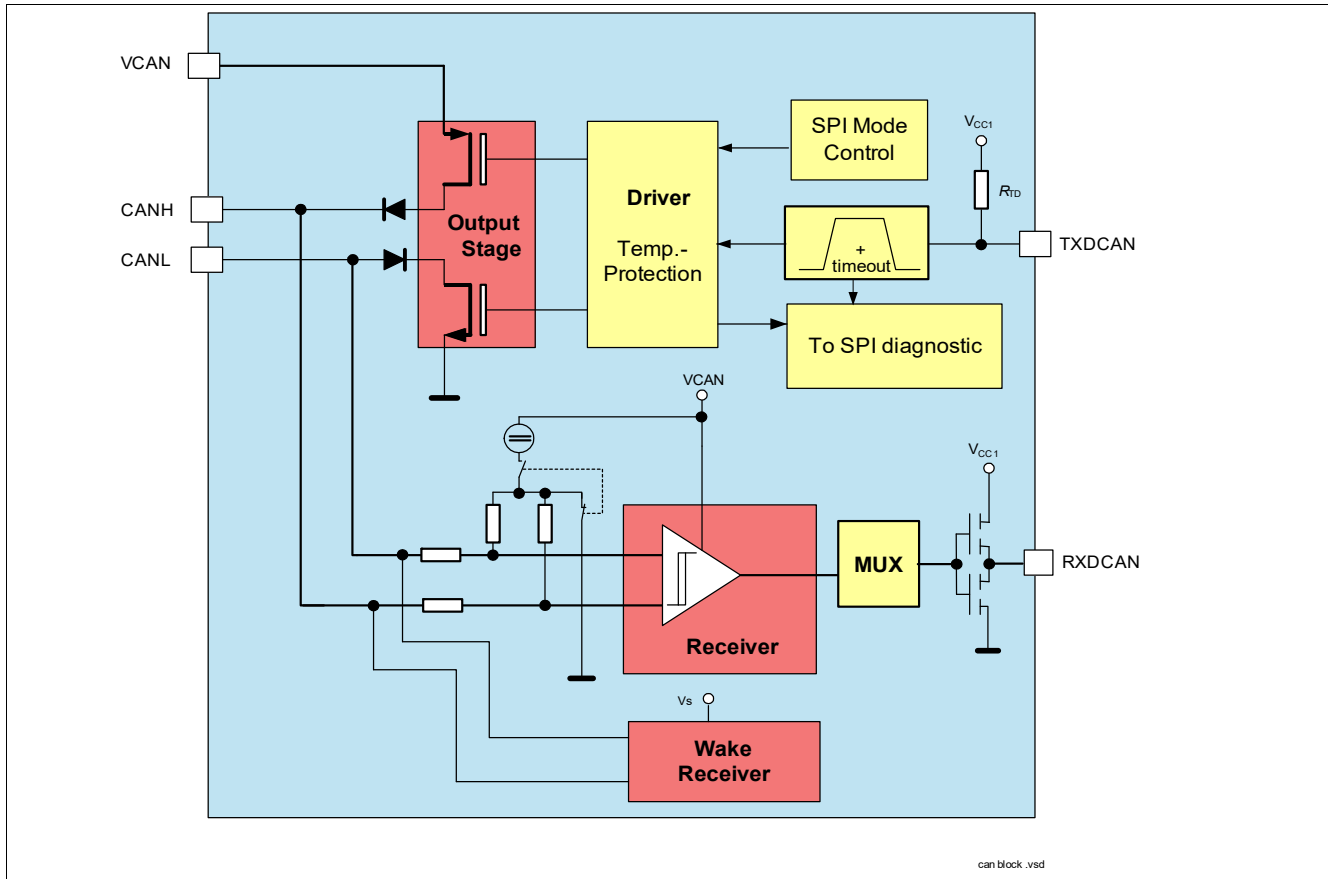 VCAN
CANH
CANL
Output
Stage
Driver
Temp.-
Protection
SPI Mode
Control
+
timeout
To SPI diagnostic
VCC1
RTD
TXDCAN
VCAN
Receiver
MUX
VCC1
RXDCAN
Vs
Wake
Receiver
can block .vsd